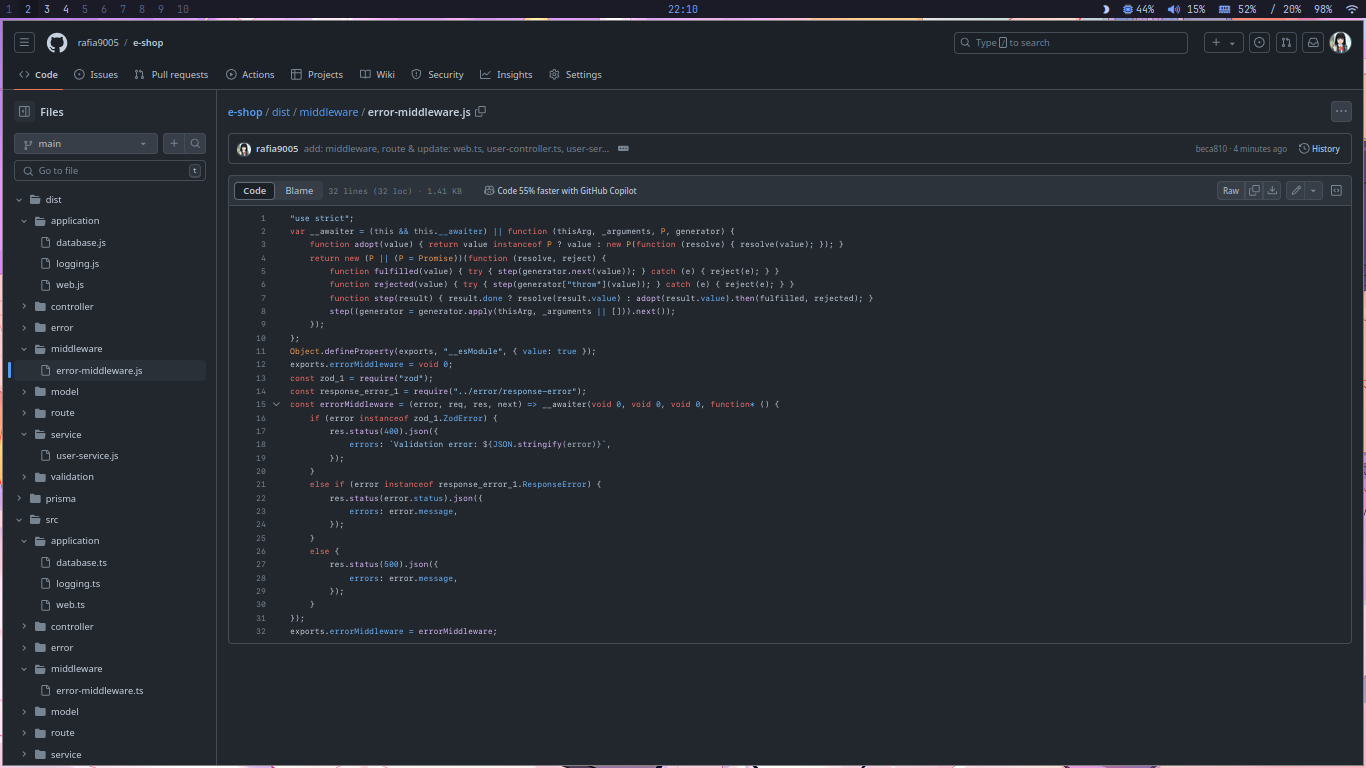 1 2 3 4 5 6 7 8 9 10 22:10 44% 15% 52% / 20% 98%
rafia9005 / e-shop Type / to search
Code Issues Pull requests Actions Projects Wiki Security Insights Settings
Files
main
Go to file t
dist
application
database.js
logging.js
web.js
controller
error
middleware
error-middleware.js
model
route
service
user-service.js
validation
prisma
src
application
database.ts
logging.ts
web.ts
controller
error
middleware
error-middleware.ts
model
route
service
e-shop / dist / middleware / error-middleware.js
rafia9005 add: middleware, route & update: web.ts, user-controller.ts, user-ser... beca810 · 4 minutes ago History
Code Blame 32 lines (32 loc) · 1.41 KB Code 55% faster with GitHub Copilot Raw
1 "use strict";
2 var __awaiter = (this && this.__awaiter) || function (thisArg, _arguments, P, generator) {
3 function adopt(value) { return value instanceof P ? value : new P(function (resolve) { resolve(value); }); }
4 return new (P || (P = Promise))(function (resolve, reject) {
5 function fulfilled(value) { try { step(generator.next(value)); } catch (e) { reject(e); } }
6 function rejected(value) { try { step(generator["throw"](value)); } catch (e) { reject(e); } }
7 function step(result) { result.done ? resolve(result.value) : adopt(result.value).then(fulfilled, rejected); }
8 step((generator = generator.apply(thisArg, _arguments || [])).next());
9 });
10 };
11 Object.defineProperty(exports, "__esModule", { value: true });
12 exports.errorMiddleware = void 0;
13 const zod_1 = require("zod");
14 const response_error_1 = require("../error/response-error");
15 const errorMiddleware = (error, req, res, next) => __awaiter(void 0, void 0, void 0, function* () {
16 if (error instanceof zod_1.ZodError) {
17 res.status(400).json({
18 errors: `Validation error: ${JSON.stringify(error)}`,
19 });
20 }
21 else if (error instanceof response_error_1.ResponseError) {
22 res.status(error.status).json({
23 errors: error.message,
24 });
25 }
26 else {
27 res.status(500).json({
28 errors: error.message,
29 });
30 }
31 });
32 exports.errorMiddleware = errorMiddleware;